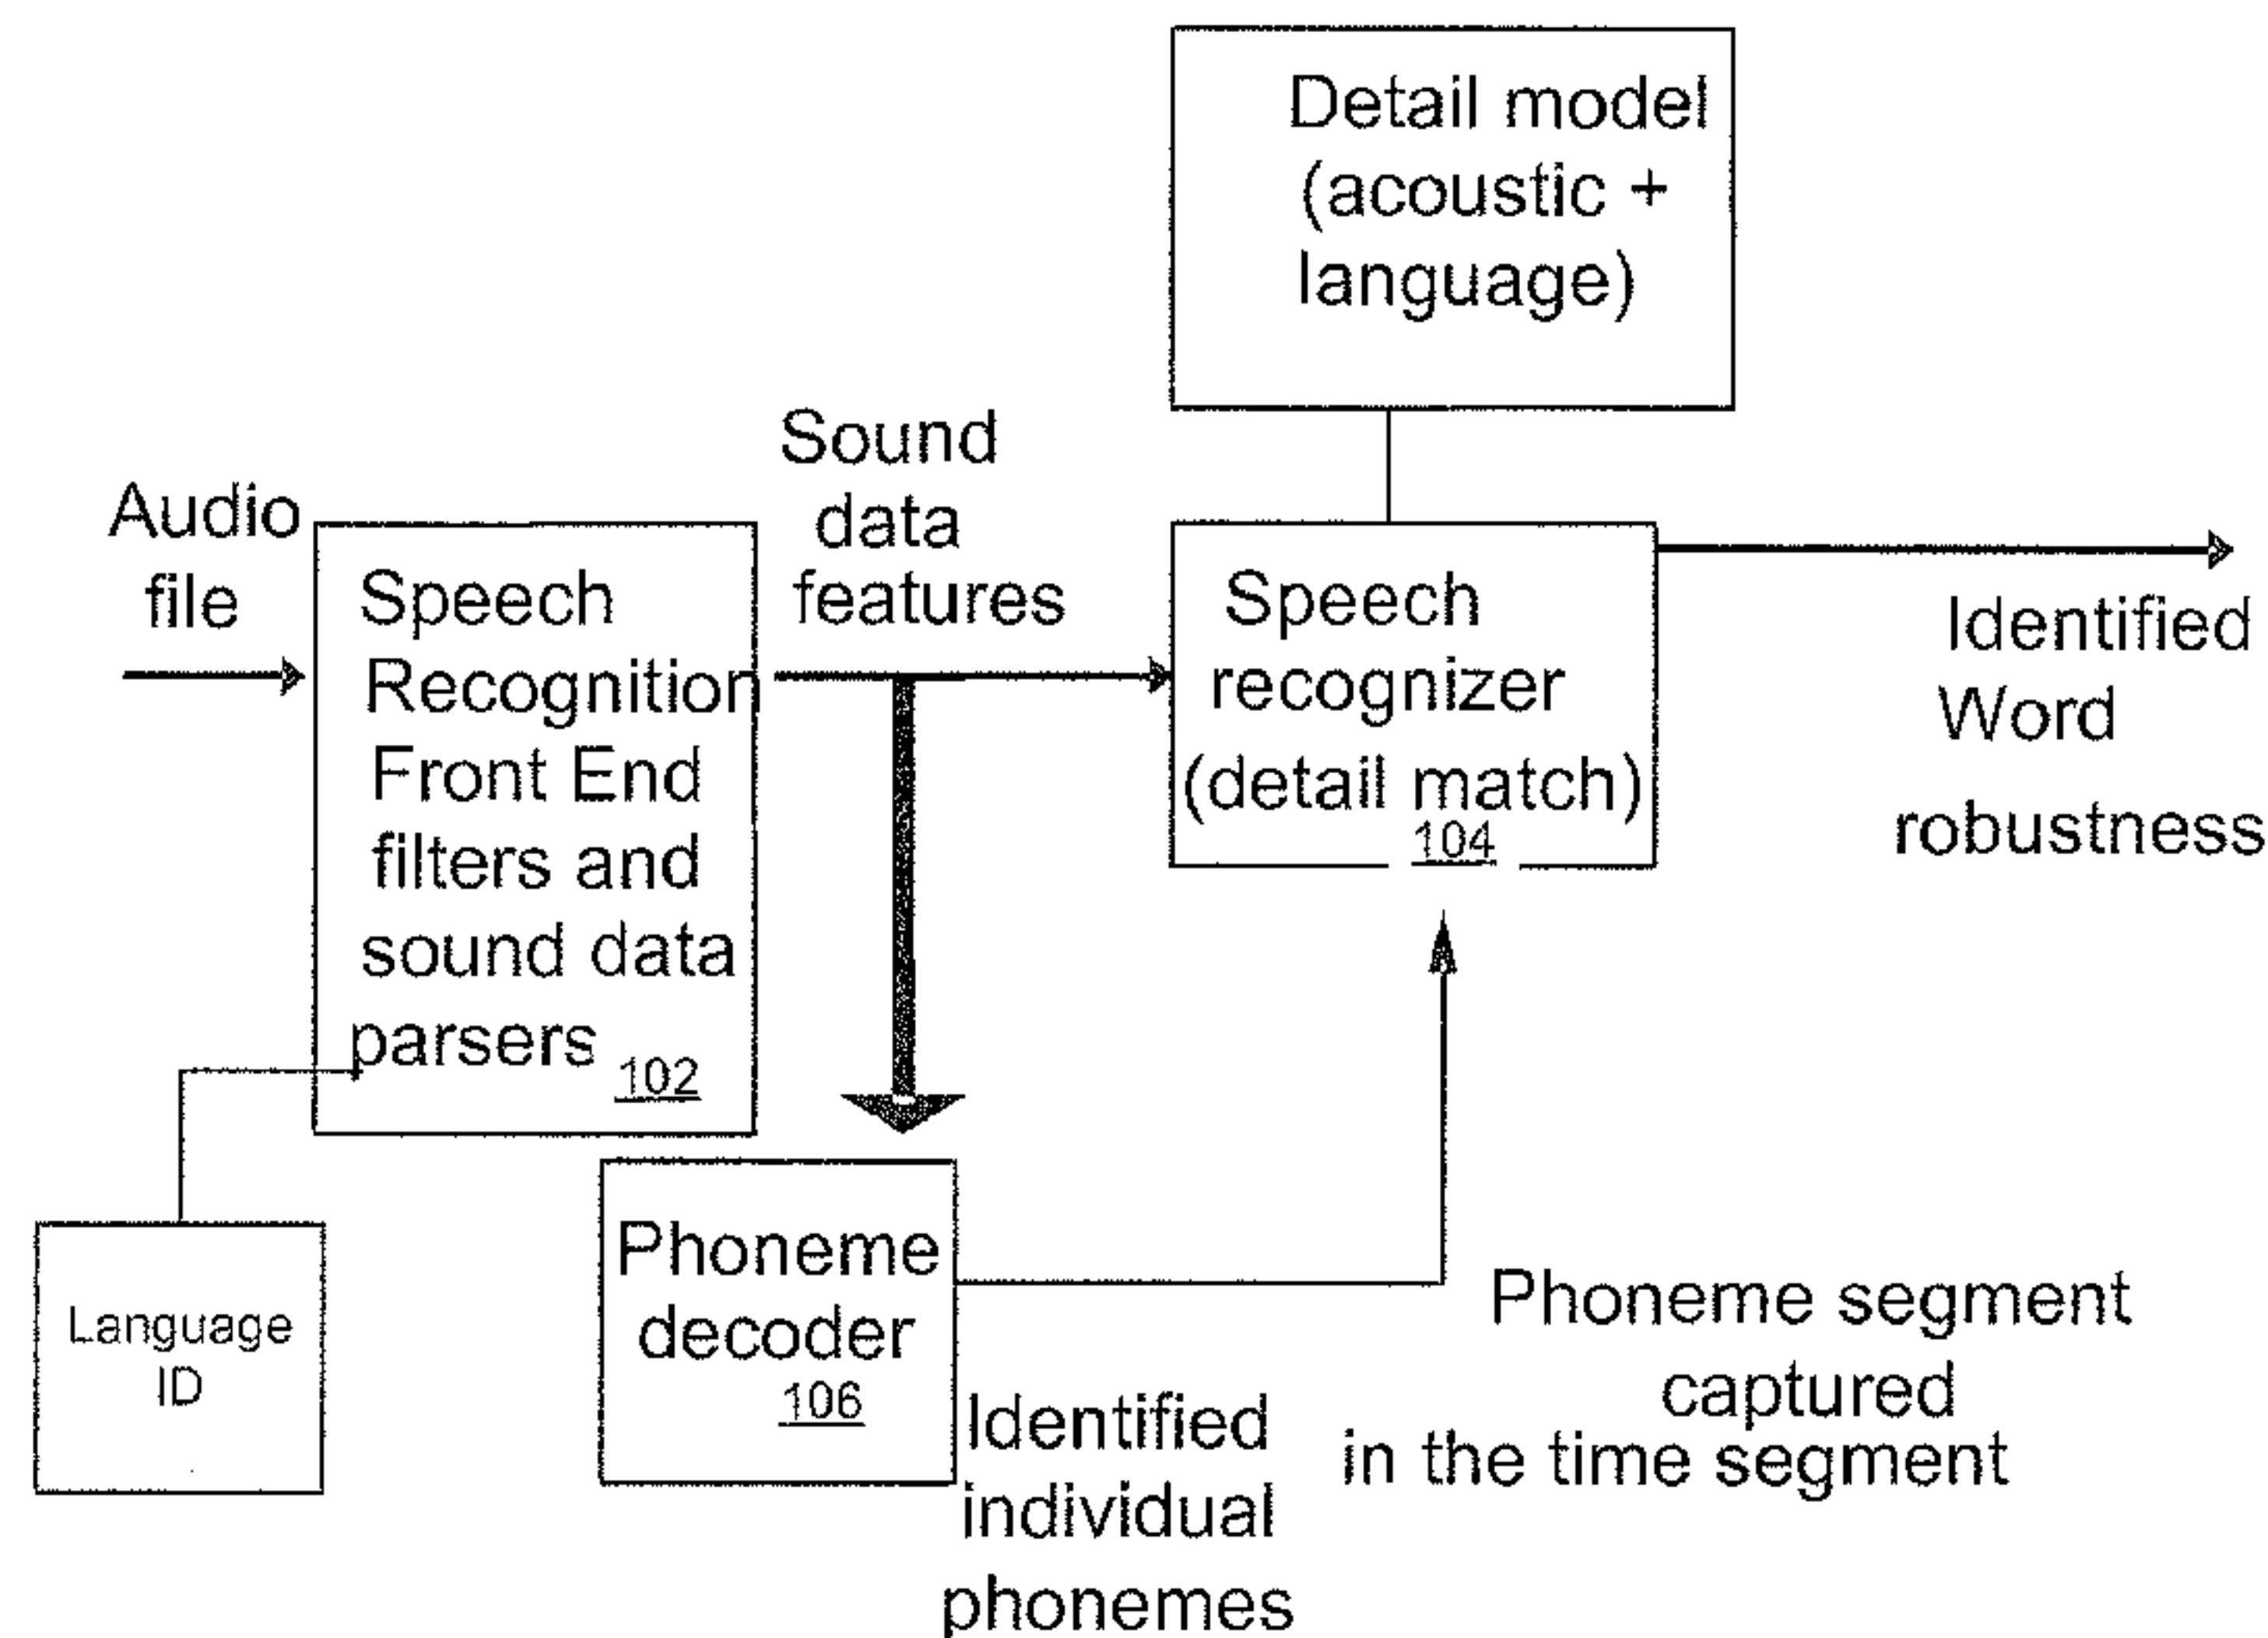 Detail model
(acoustic +
language)
Audio
file
Speech
Recognition
Front End
filters and
sound data
parsers
102
Sound
data
features
Speech
recognizer
(detail match)
104
Identified
Word
robustness
Language
ID
Phoneme
decoder
106
Identified
individual
phonemes
Phoneme segment
captured
in the time segment